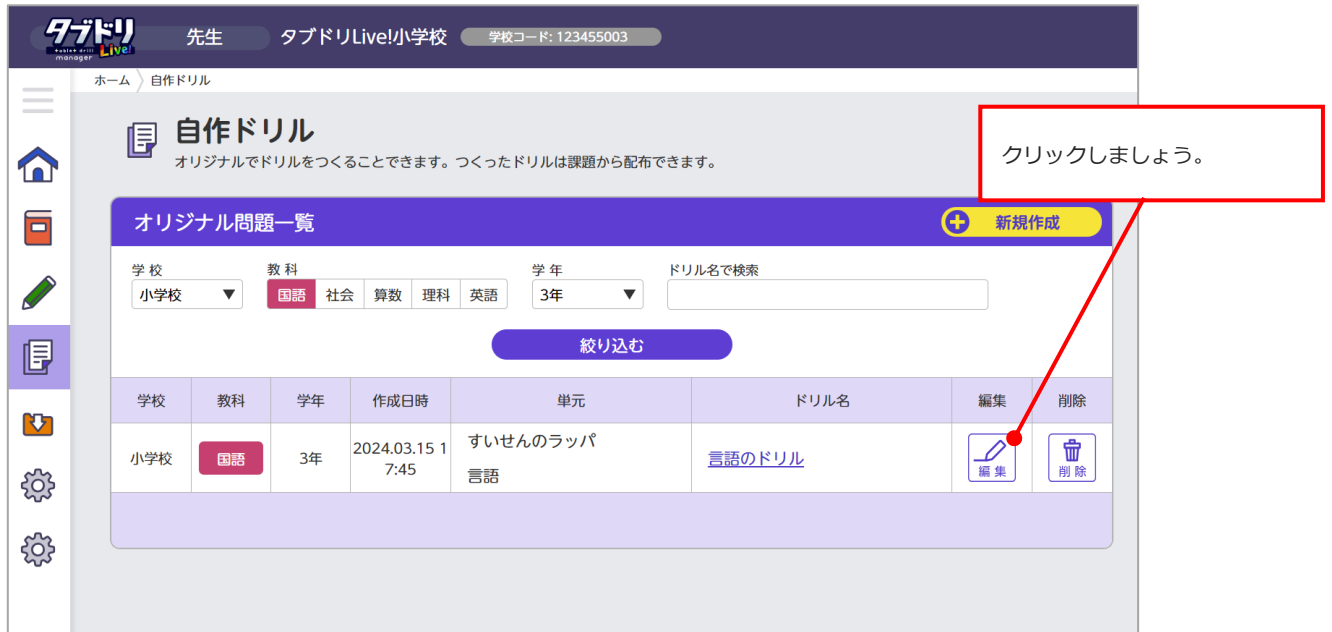 タブドリ Live!
tablet drill
manager
先生 タブドリLive!小学校 学校コード: 123455003
ホーム 〉 自作ドリル
自作ドリル
オリジナルでドリルをつくることできます。つくったドリルは課題から配布できます。
クリックしましょう。
オリジナル問題一覧 新規作成
学 校 教 科 学 年 ドリル名で検索
小学校 ▼ 国語 社会 算数 理科 英語 3年 ▼
絞り込む
学校 教科 学年 作成日時 単元 ドリル名 編集 削除
小学校 国語 3年 2024.03.15 1
7:45 すいせんのラッパ
言語 言語のドリル 編 集 削 除